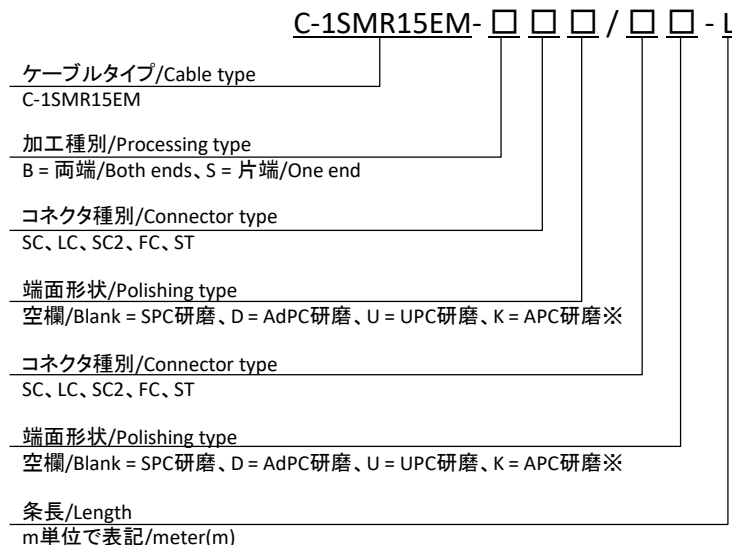 C-1SMR15EM- □ □ □ / □ □ - L
ケーブルタイプ/Cable type
C-1SMR15EM
加工種別/Processing type
B = 両端/Both ends、S = 片端/One end
コネクタ種別/Connector type
SC、LC、SC2、FC、ST
端面形状/Polishing type
空欄/Blank = SPC研磨、D = AdPC研磨、U = UPC研磨、K = APC研磨※
コネクタ種別/Connector type
SC、LC、SC2、FC、ST
端面形状/Polishing type
空欄/Blank = SPC研磨、D = AdPC研磨、U = UPC研磨、K = APC研磨※
条長/Length
m単位で表記/meter(m)